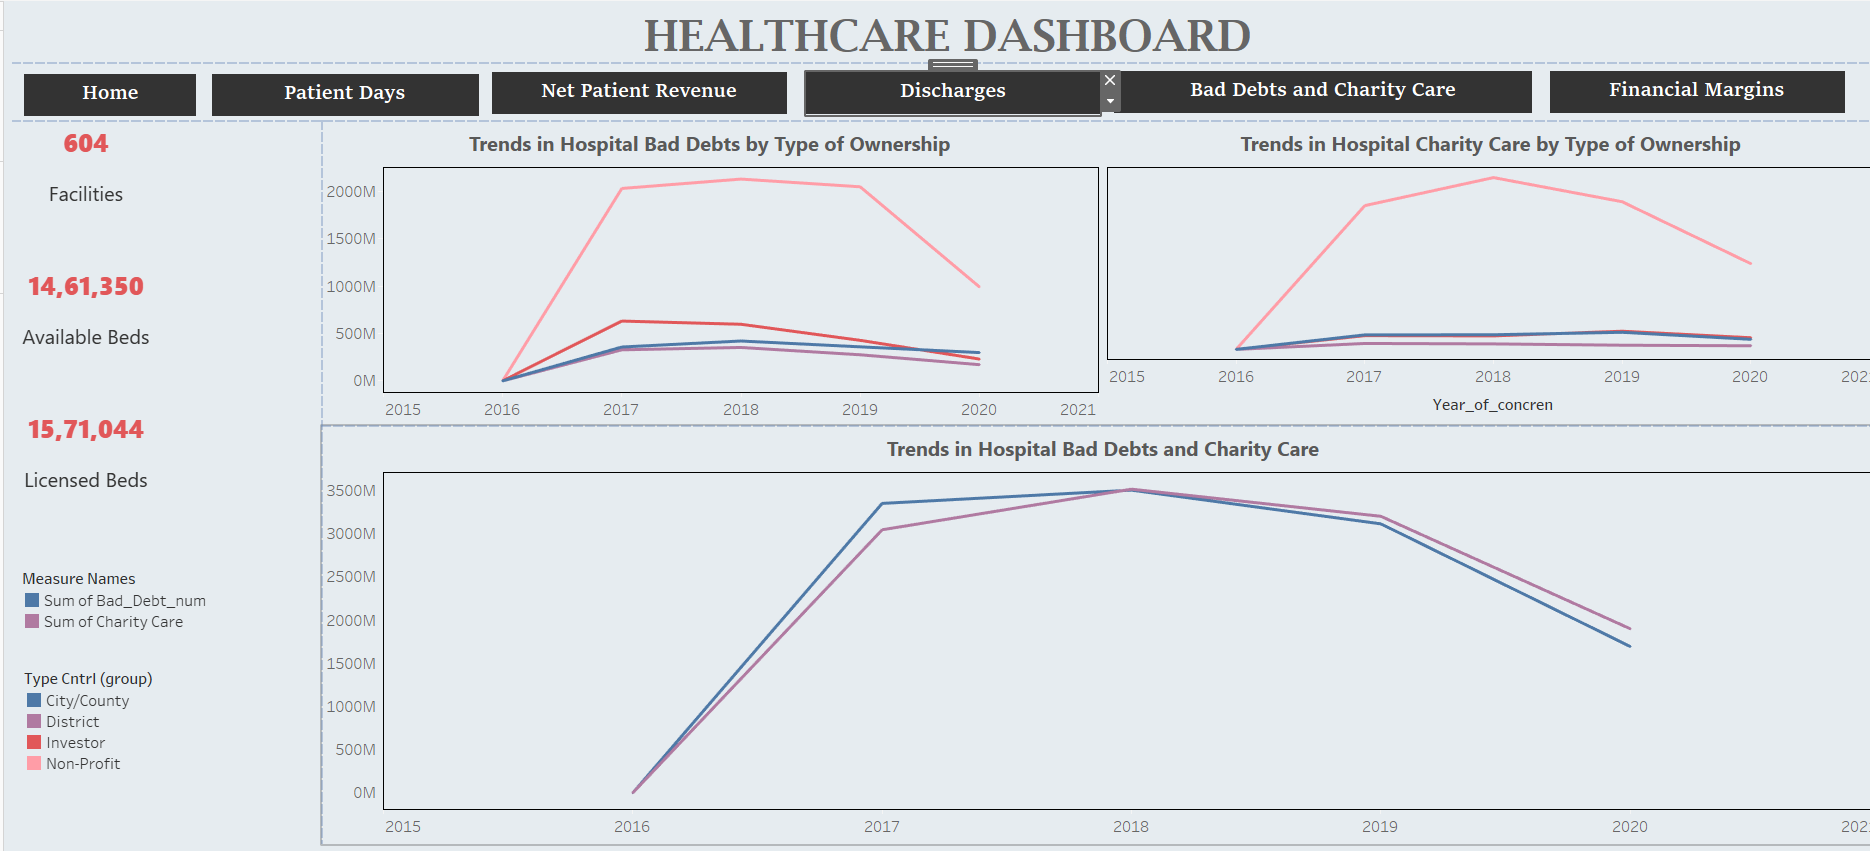 HEALTHCARE DASHBOARD
Home
Patient Days
Net Patient Revenue
Discharges
Bad Debts and Charity Care
Financial Margins
604
Facilities
14,61,350
Available Beds
15,71,044
Licensed Beds
Measure Names
Sum of Bad_Debt_num
Sum of Charity Care
Type Cntrl (group)
City/County
District
Investor
Non-Profit
Trends in Hospital Bad Debts by Type of Ownership
2000M
1500M
1000M
500M
0M
2015 2016 2017 2018 2019 2020 2021
Trends in Hospital Charity Care by Type of Ownership
2015 2016 2017 2018 2019 2020
Year_of_concren
Trends in Hospital Bad Debts and Charity Care
3500M
3000M
2500M
2000M
1500M
1000M
500M
0M
2015 2016 2017 2018 2019 2020